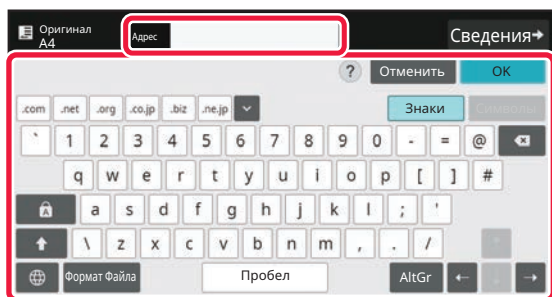 Оригинал
A4
Адрес
Сведения
? Отменить OK
.com .net .org .co.jp .biz .ne.jp Знаки Символы
` 1 2 3 4 5 6 7 8 9 0 - = @
q w e r t y u i o p [ ] #
A a s d f g h j k l ; '
\ z x c v b n m , . /
Формат Файла Пробел AltGr